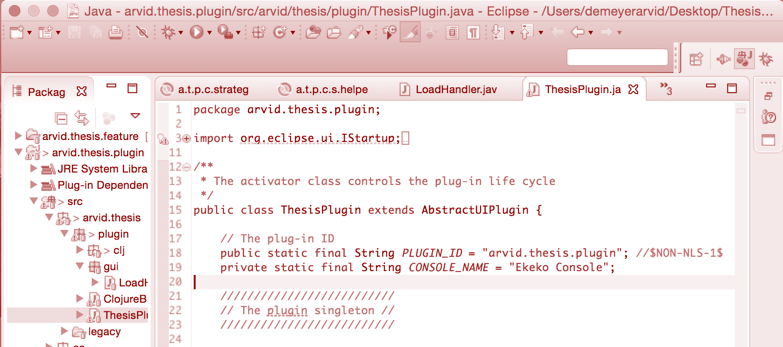 Java - arvid.thesis.plugin/src/arvid/thesis/plugin/ThesisPlugin.java - Eclipse - /Users/demeyerarvid/Desktop/Thesis...
Packag
a.t.p.c.strateg
a.t.p.c.s.helpe
LoadHandler.jav
ThesisPlugin.ja
»3
arvid.thesis.feature [
> arvid.thesis.plugin
JRE System Libra
Plug-in Dependen
> src
> arvid.thesis
> plugin
> clj
> gui
> LoadH
> ClojureB
> ThesisPlu
> legacy
1 package arvid.thesis.plugin;
2
3 import org.eclipse.ui.IStartup;
11
12 /**
13 * The activator class controls the plug-in life cycle
14 */
15 public class ThesisPlugin extends AbstractUIPlugin {
16
17 // The plug-in ID
18 public static final String PLUGIN_ID = "arvid.thesis.plugin"; //$NON-NLS-1$
19 private static final String CONSOLE_NAME = "Ekeko Console";
20
21 //////////////////////////
22 // The plugin singleton //
23 //////////////////////////
24